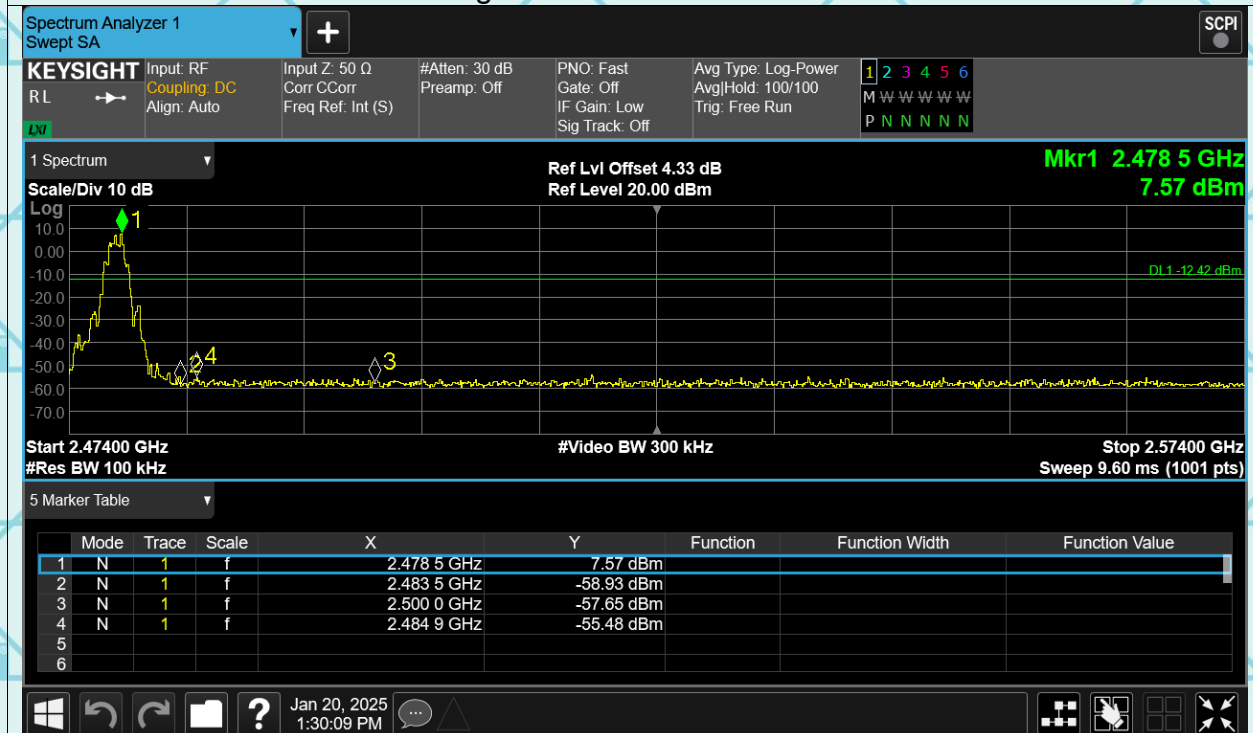 Spectrum Analyzer 1
Swept SA
+
SCPI
KEYSIGHT
RL
LXI
Input: RF
Coupling: DC
Align: Auto
Input Z: 50 Ω
Corr CCorr
Freq Ref: Int (S)
#Atten: 30 dB
Preamp: Off
PNO: Fast
Gate: Off
IF Gain: Low
Sig Track: Off
Avg Type: Log-Power
Avg|Hold: 100/100
Trig: Free Run
1 2 3 4 5 6
M W W W W W
P N N N N N
1 Spectrum
Scale/Div 10 dB
Ref Lvl Offset 4.33 dB
Ref Level 20.00 dBm
Mkr1 2.478 5 GHz
7.57 dBm
Log
10.0
0.00
-10.0
-20.0
-30.0
-40.0
-50.0
-60.0
-70.0
1
DL1 -12.42 dBm
2
4
3
Start 2.47400 GHz
#Res BW 100 kHz
#Video BW 300 kHz
Stop 2.57400 GHz
Sweep 9.60 ms (1001 pts)
5 Marker Table
Mode Trace Scale X Y Function Function Width Function Value
1 N 1 f 2.478 5 GHz 7.57 dBm
2 N 1 f 2.483 5 GHz -58.93 dBm
3 N 1 f 2.500 0 GHz -57.65 dBm
4 N 1 f 2.484 9 GHz -55.48 dBm
5
6
?
Jan 20, 2025
1:30:09 PM